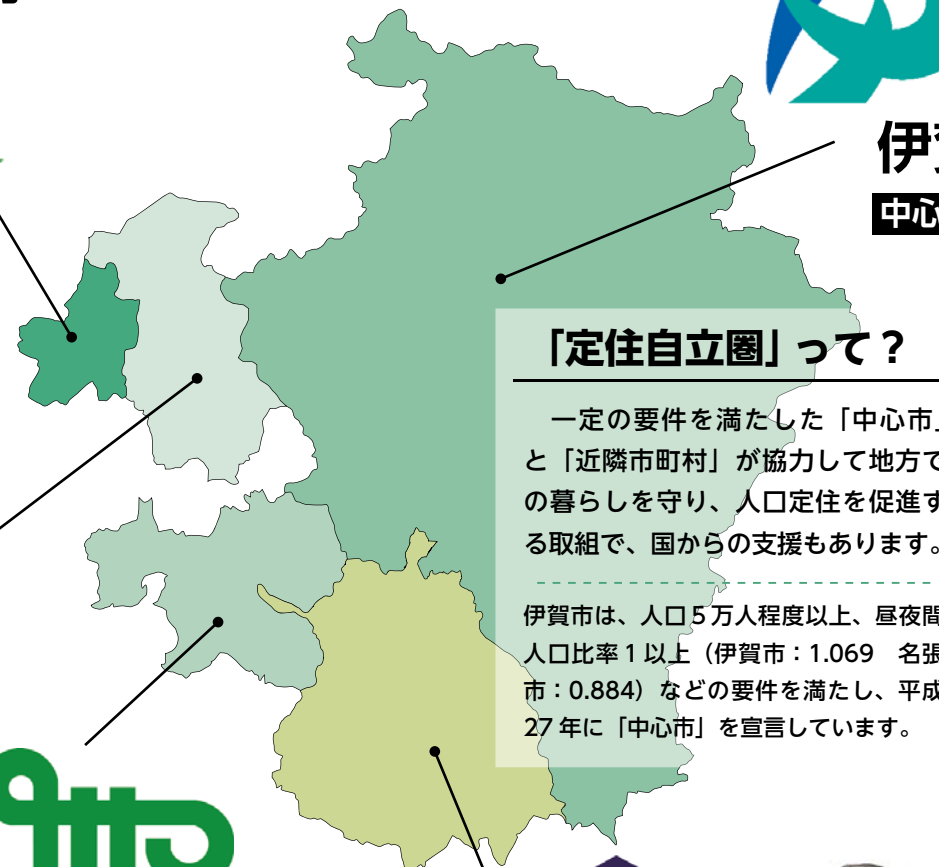 伊賀
中心
「定住自立圏」って？
一定の要件を満たした「中心市」
と「近隣市町村」が協力して地方で
の暮らしを守り、人口定住を促進す
る取組で、国からの支援もあります。
伊賀市は、人口５万人程度以上、昼夜間
人口比率１以上（伊賀市：1.069　名張
市：0.884）などの要件を満たし、平成
27 年に「中心市」を宣言しています。